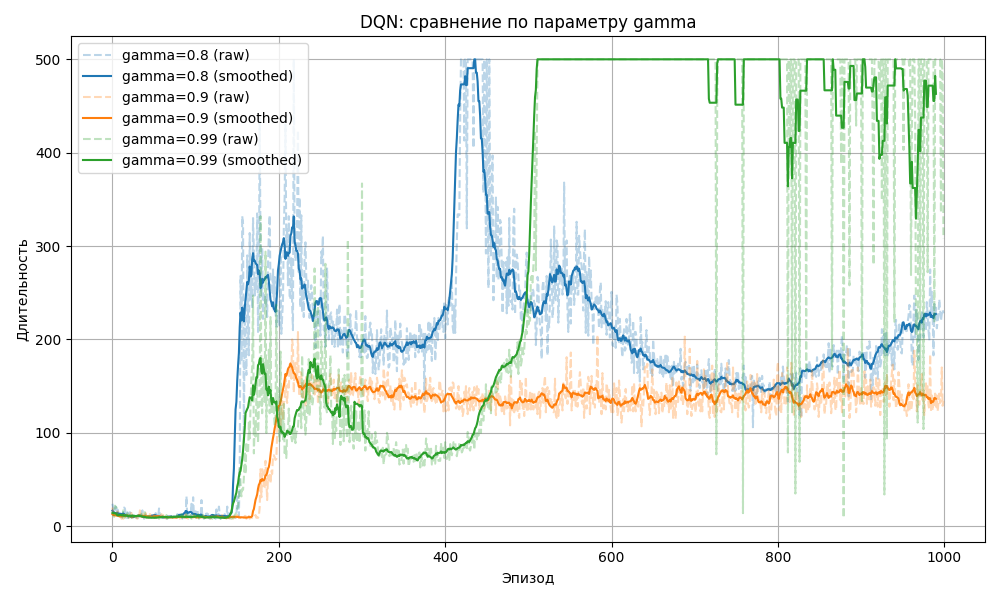 DQN: сравнение по параметру gamma
gamma=0.8 (raw)
gamma=0.8 (smoothed)
gamma=0.9 (raw)
gamma=0.9 (smoothed)
gamma=0.99 (raw)
gamma=0.99 (smoothed)
Длительность
500
400
300
200
100
0
0 200 400 600 800 1000
Эпизод